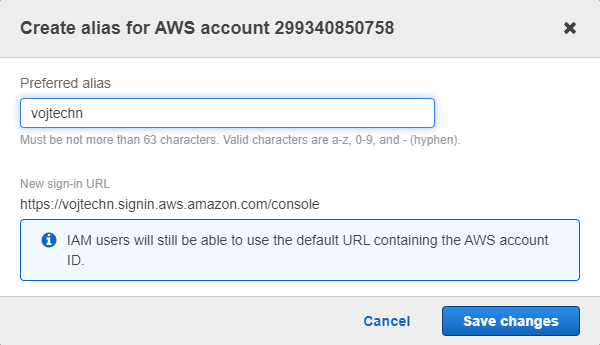 Create alias for AWS account 299340850758
Preferred alias
vojtechn
Must be not more than 63 characters. Valid characters are a-z, 0-9, and - (hyphen).
New sign-in URL
https://vojtechn.signin.aws.amazon.com/console
IAM users will still be able to use the default URL containing the AWS account
ID.
Cancel
Save changes